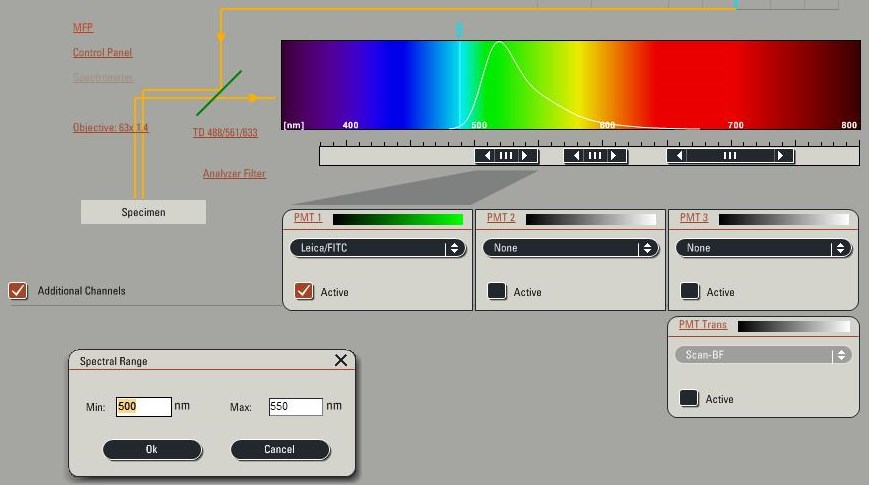 MFP
Control Panel
Spectrometer
Objective: 63x 1.4
TD 488/561/633
Analyzer Filter
Specimen
[nm] 400 500 600 700 800
PMT 1
Leica/FITC
Active
PMT 2
None
Active
PMT 3
None
Active
Additional Channels
PMT Trans
Scan-BF
Active
Spectral Range
Min: 500 nm Max: 550 nm
Ok Cancel